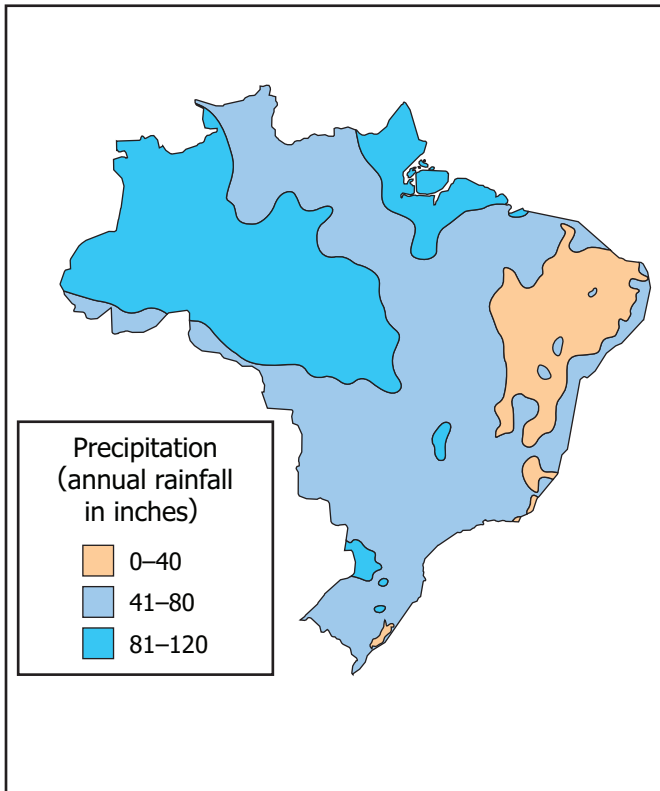 Precipitation
(annual rainfall
in inches)
0–40
41–80
81–120